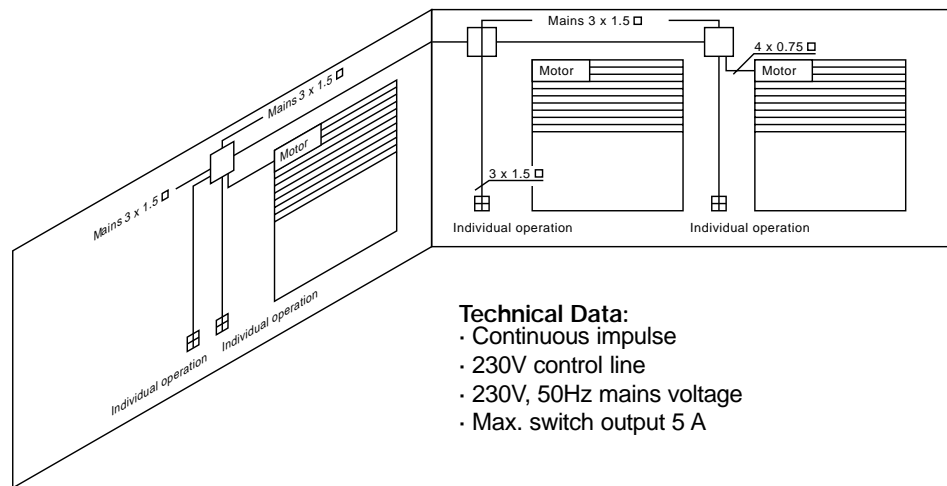 Mains 3 x 1.5 □
4 x 0.75 □
Motor
Motor
3 x 1.5 □
Individual operation
Individual operation
Mains 3 x 1.5 □
Motor
Mains 3 x 1.5 □
Individual operation
Individual operation
Technical Data:
· Continuous impulse
· 230V control line
· 230V, 50Hz mains voltage
· Max. switch output 5 A